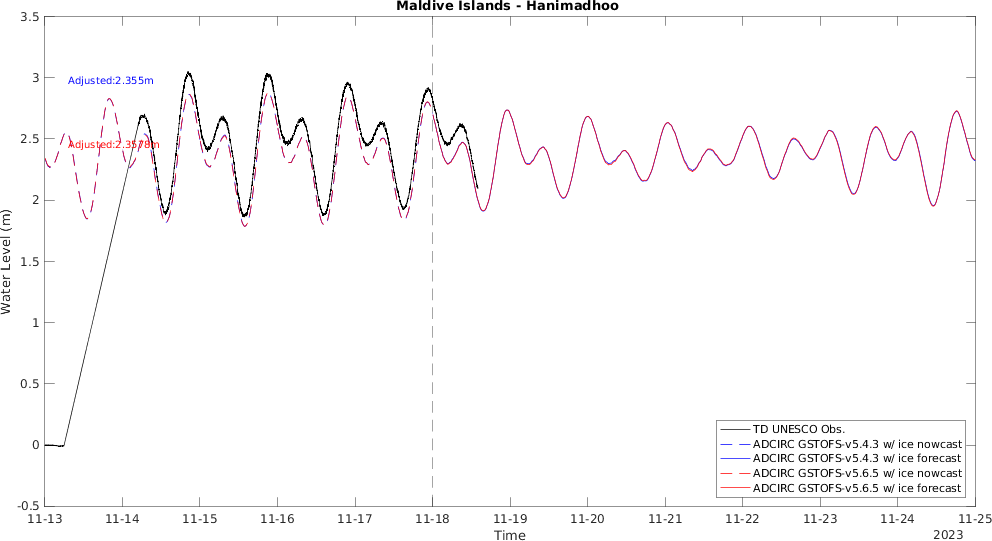 Maldive Islands - Hanimadhoo
Water Level (m)
3.5
3
2.5
2
1.5
1
0.5
0
-0.5
Adjusted:2.355m
Adjusted:2.3578m
TD UNESCO Obs.
ADCIRC GSTOFS-v5.4.3 w/ ice nowcast
ADCIRC GSTOFS-v5.4.3 w/ ice forecast
ADCIRC GSTOFS-v5.6.5 w/ ice nowcast
ADCIRC GSTOFS-v5.6.5 w/ ice forecast
11-13 11-14 11-15 11-16 11-17 11-18 11-19 11-20 11-21 11-22 11-23 11-24 11-25
Time
2023